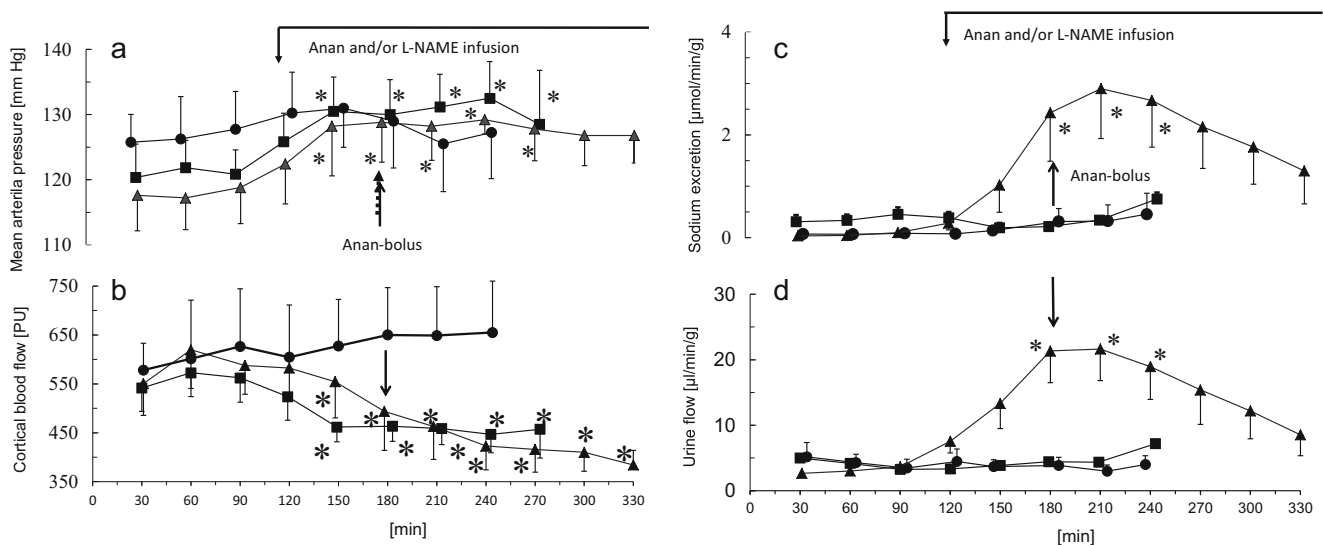 a
Anan and/or L-NAME infusion
Mean arterila pressure [mm Hg]
140
130
120
110
* * * * *
* * * * *
Anan-bolus
b
Cortical blood flow [PU]
750
650
550
450
350
* * * * * * *
* * * * *
0 30 60 90 120 150 180 210 240 270 300 330
[min]
c
Anan and/or L-NAME infusion
Sodium excretion [µmol/min/g]
4
2
0
* * *
Anan-bolus
d
Urine flow [µl/min/g]
30
20
10
0
* * *
0 30 60 90 120 150 180 210 240 270 300 330
[min]